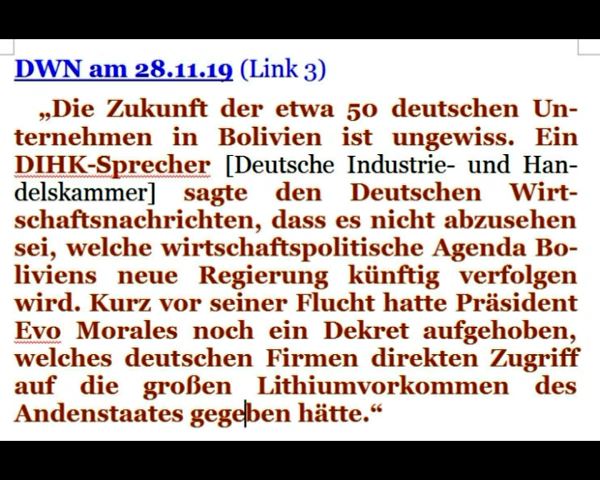 DWN am 28.11.19 (Link 3)
„Die Zukunft der etwa 50 deutschen Un-
ternehmen in Bolivien ist ungewiss. Ein
DIHK-Sprecher [Deutsche Industrie- und Han-
delskammer] sagte den Deutschen Wirt-
schaftsnachrichten, dass es nicht abzusehen
sei, welche wirtschaftspolitische Agenda Bo-
liviens neue Regierung künftig verfolgen
wird. Kurz vor seiner Flucht hatte Präsident
Evo Morales noch ein Dekret aufgehoben,
welches deutschen Firmen direkten Zugriff
auf die großen Lithiumvorkommen des
Andenstaates gegeben hätte.“